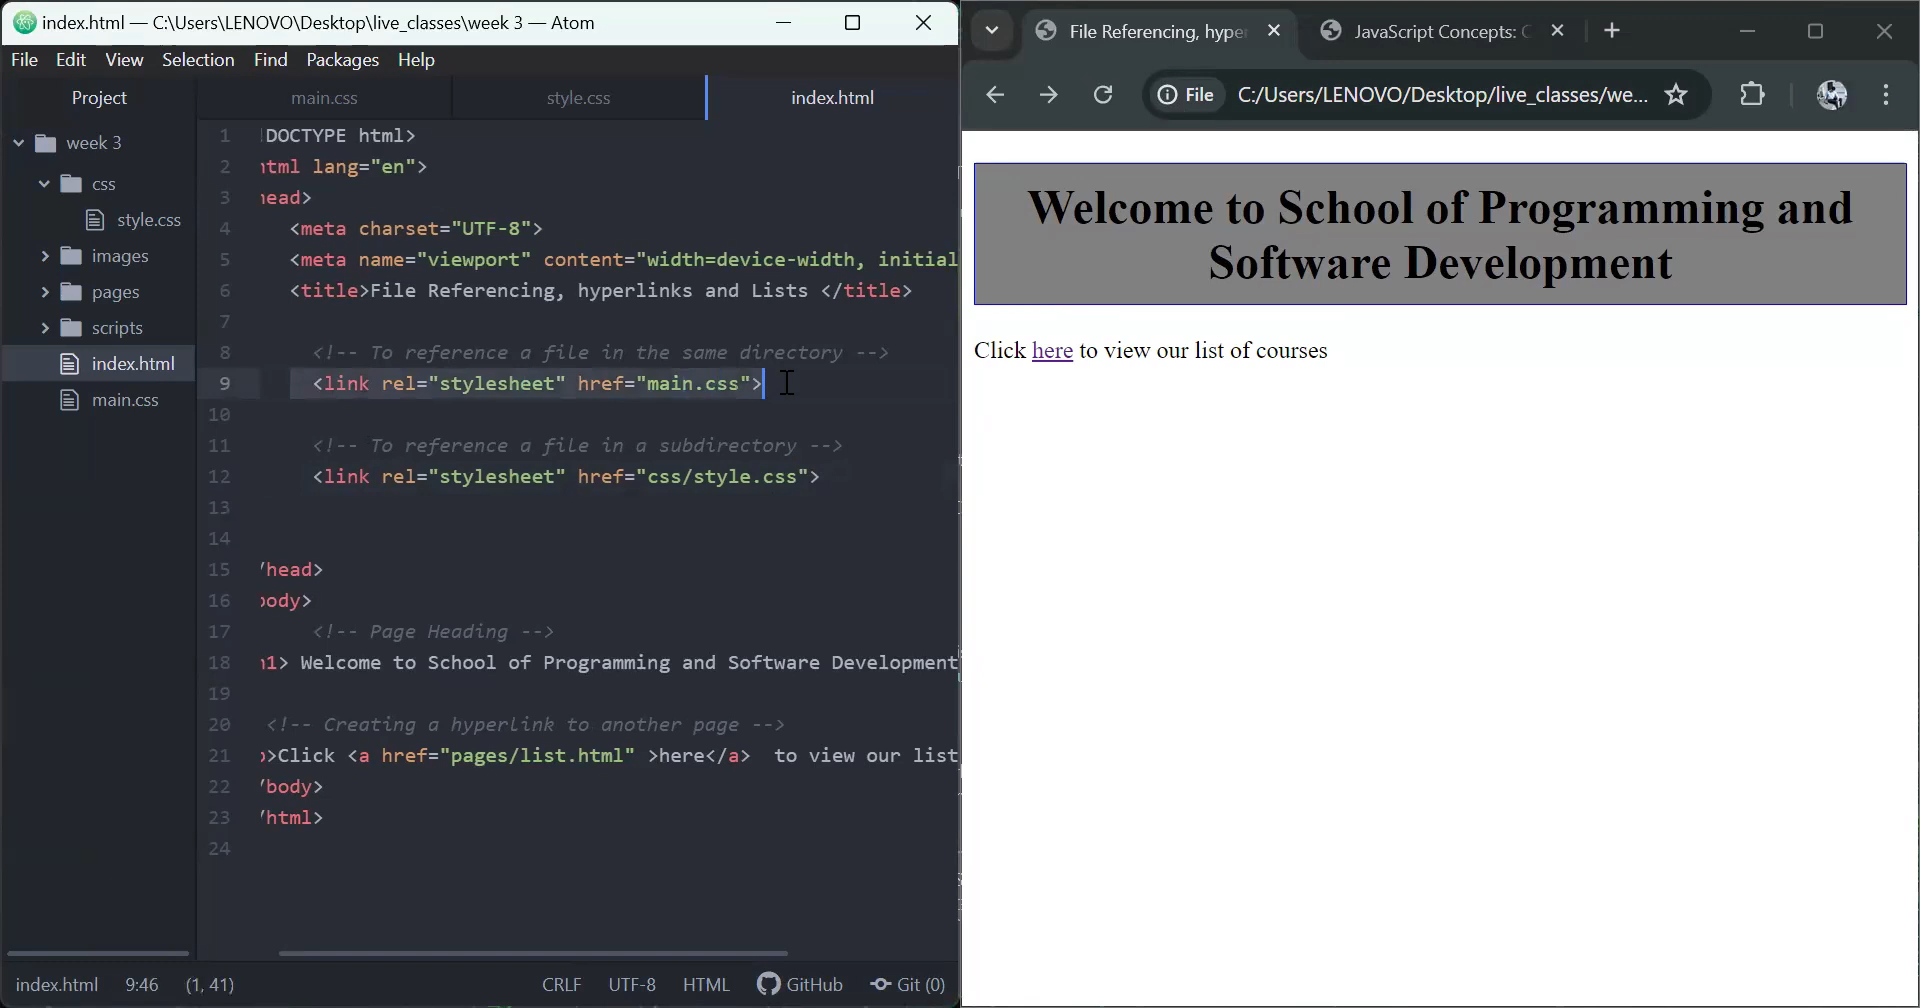 index.html — C:\Users\LENOVO\Desktop\live_classes\week 3 — Atom
File Edit View Selection Find Packages Help
Project
week 3
css
style.css
images
pages
scripts
index.html
main.css
main.css style.css index.html
1 !DOCTYPE html>
2 html lang="en">
3 head>
4 <meta charset="UTF-8">
5 <meta name="viewport" content="width=device-width, initial
6 <title>File Referencing, hyperlinks and Lists </title>
7
8 <!-- To reference a file in the same directory -->
9 <link rel="stylesheet" href="main.css">
10
11 <!-- To reference a file in a subdirectory -->
12 <link rel="stylesheet" href="css/style.css">
13
14
15 /head>
16 body>
17 <!-- Page Heading -->
18 h1> Welcome to School of Programming and Software Development
19
20 <!-- Creating a hyperlink to another page -->
21 p>Click <a href="pages/list.html" >here</a>  to view our list
22 /body>
23 /html>
24
index.html 9:46 (1, 41) CRLF UTF-8 HTML GitHub Git (0)
File Referencing, hype JavaScript Concepts: C
File C:/Users/LENOVO/Desktop/live_classes/we...
Welcome to School of Programming and
Software Development
Click here to view our list of courses